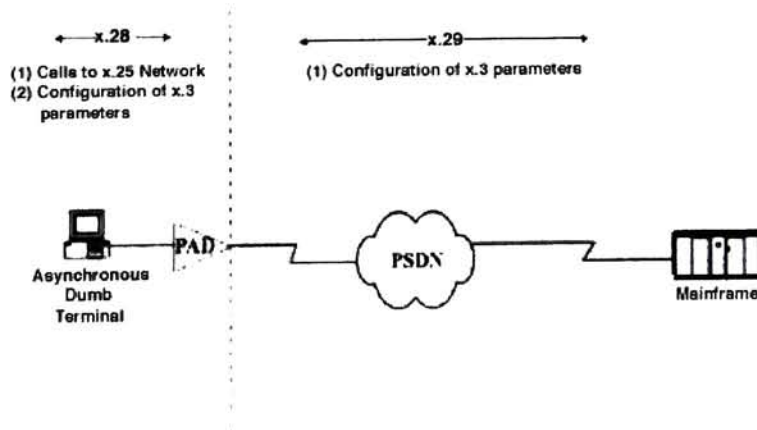 x.28
(1) Calls to x.25 Network
(2) Configuration of x.3
parameters
x.29
(1) Configuration of x.3 parameters
PAD
PSDN
Asynchronous
Dumb
Terminal
Mainframe